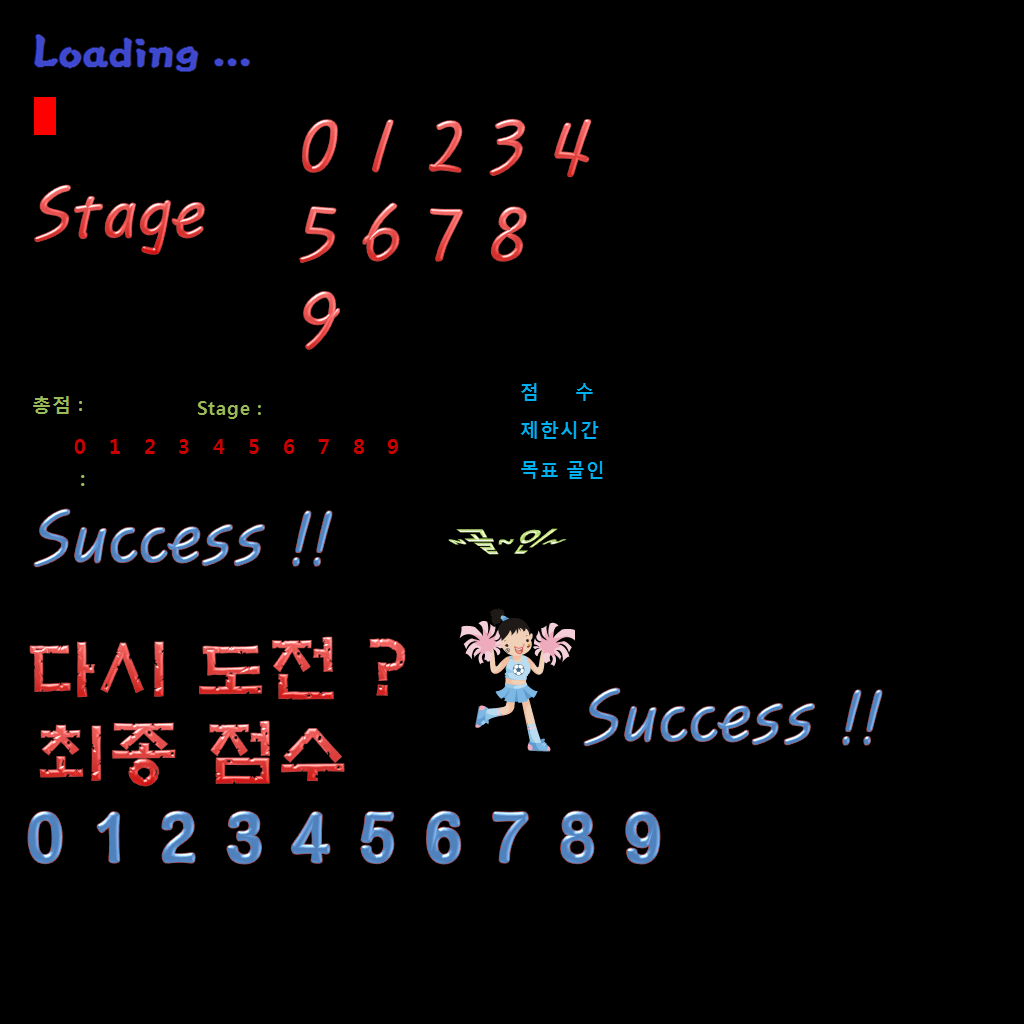 Loading ...
0 1 2 3 4
Stage
5 6 7 8
9
총점 :
Stage :
점 수
제한시간
목표 골인
0 1 2 3 4 5 6 7 8 9
:
Success !!
~골~인~
다시 도전 ?
최종 점수
Success !!
0 1 2 3 4 5 6 7 8 9